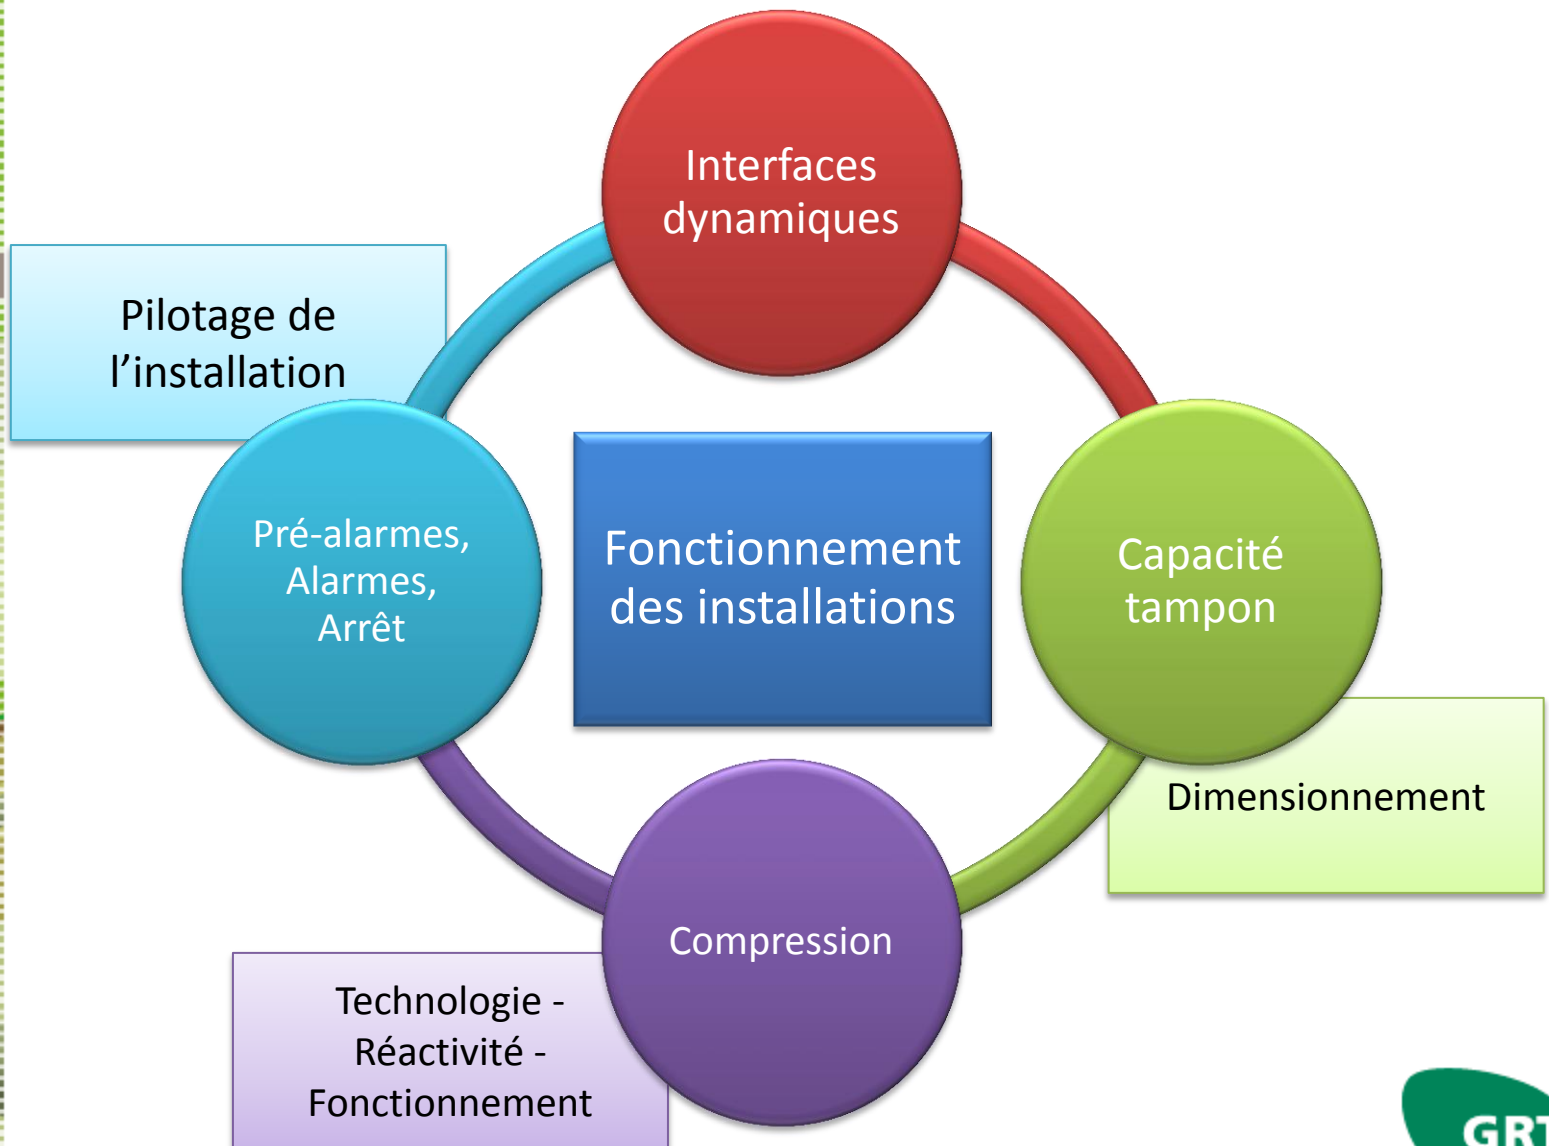 Interfaces
dynamiques
Pilotage de
l’installation
Pré-alarmes,
Alarmes,
Arrêt
Fonctionnement
des installations
Capacité
tampon
Dimensionnement
Compression
Technologie -
Réactivité -
Fonctionnement
GRT